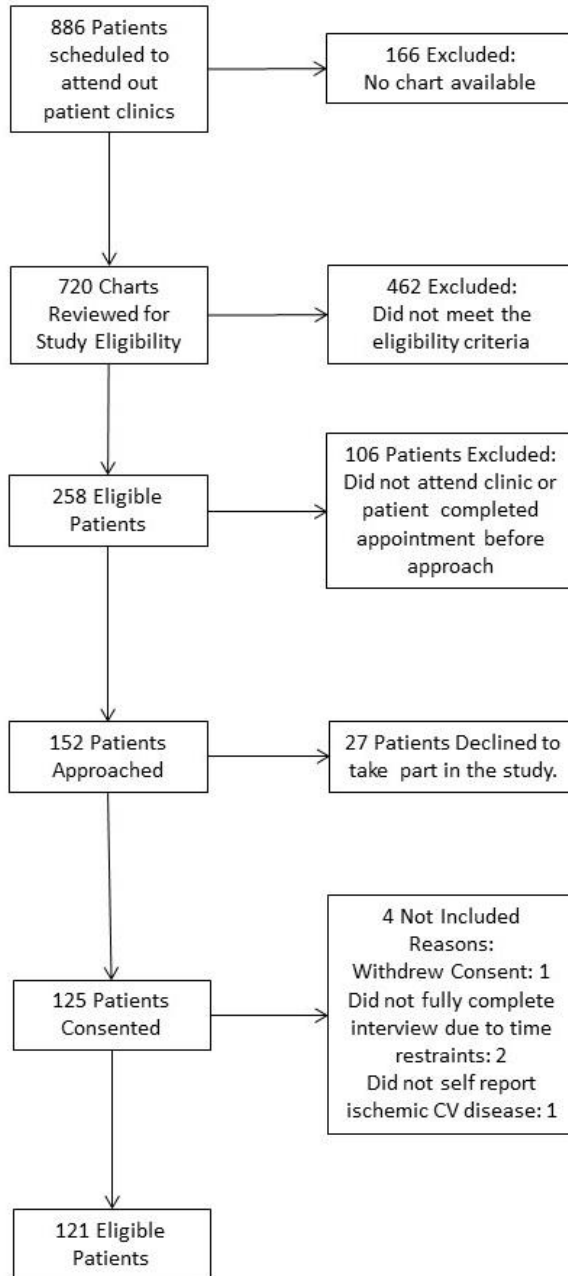 886 Patients
scheduled to
attend out
patient clinics
166 Excluded:
No chart available
720 Charts
Reviewed for
Study Eligibility
462 Excluded:
Did not meet the
eligibility criteria
258 Eligible
Patients
106 Patients Excluded:
Did not attend clinic or
patient completed
appointment before
approach
152 Patients
Approached
27 Patients Declined to
take part in the study.
125 Patients
Consented
4 Not Included
Reasons:
Withdrew Consent: 1
Did not fully complete
interview due to time
restraints: 2
Did not self report
ischemic CV disease: 1
121 Eligible
Patients